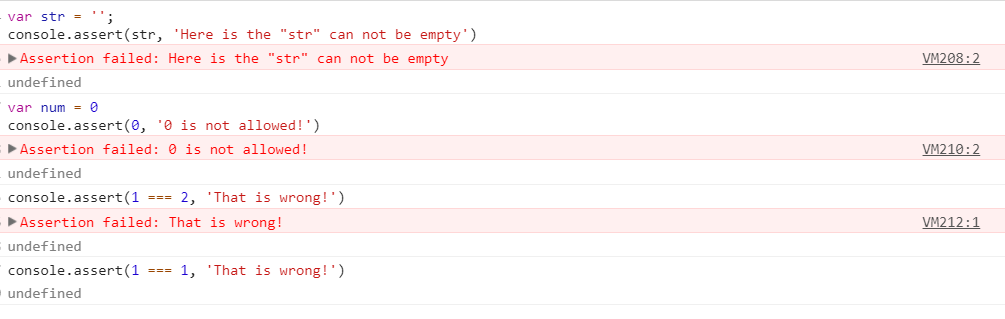 var str = '';
console.assert(str, 'Here is the "str" can not be empty')
▶Assertion failed: Here is the "str" can not be empty VM208:2
undefined
var num = 0
console.assert(0, '0 is not allowed!')
▶Assertion failed: 0 is not allowed! VM210:2
undefined
console.assert(1 === 2, 'That is wrong!')
▶Assertion failed: That is wrong! VM212:1
undefined
console.assert(1 === 1, 'That is wrong!')
undefined